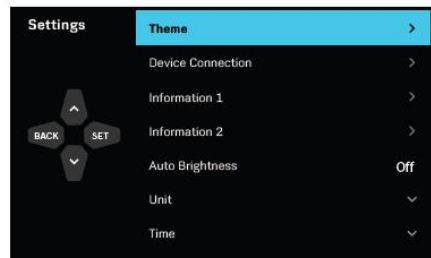 Settings
Theme
Device Connection
Information 1
BACK SET
Information 2
Auto Brightness Off
Unit
Time